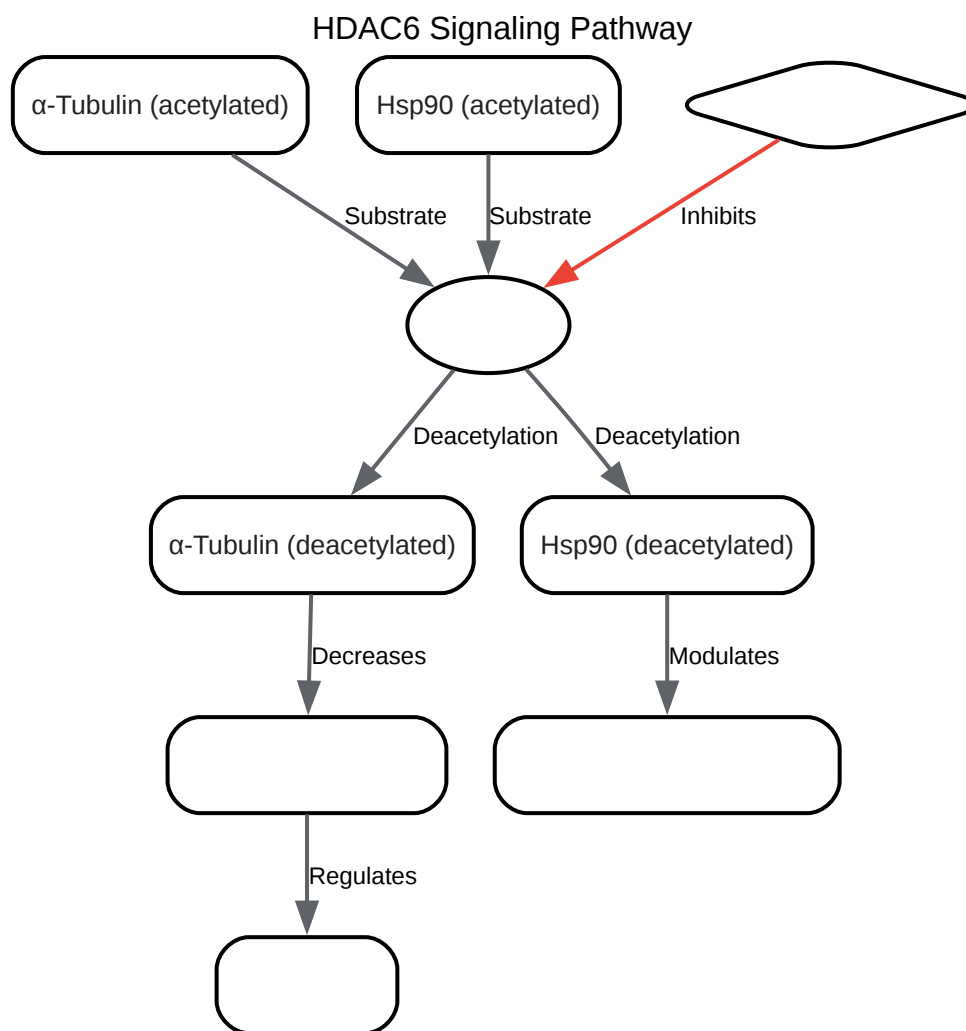 HDAC6 Signaling Pathway
α-Tubulin (acetylated)
Hsp90 (acetylated)
Substrate
Substrate
Inhibits
Deacetylation
Deacetylation
α-Tubulin (deacetylated)
Hsp90 (deacetylated)
Decreases
Modulates
Regulates